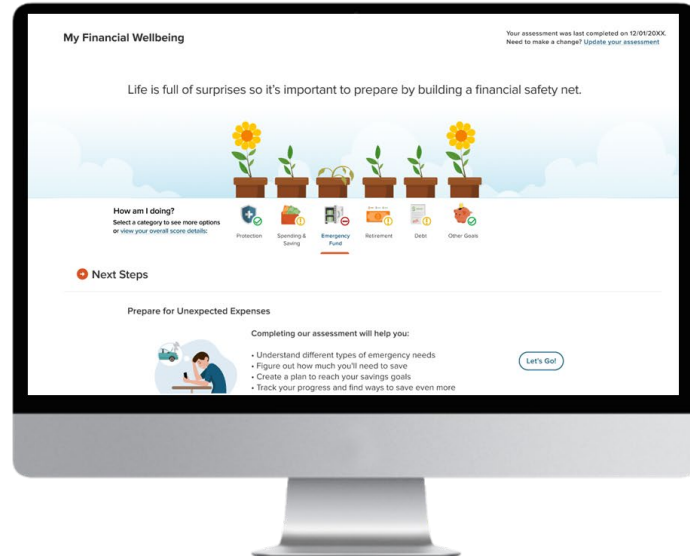 My Financial Wellbeing
Your assessment was last completed on 12/01/20XX.
Need to make a change? Update your assessment
Life is full of surprises so it's important to prepare by building a financial safety net.
How am I doing?
Select a category to see more options
or view your overall score details:
Protection
Spending &
Saving
Emergency
Fund
Retirement
Debt
Other Goals
Next Steps
Prepare for Unexpected Expenses
Completing our assessment will help you:
• Understand different types of emergency needs
• Figure out how much you'll need to save
• Create a plan to reach your savings goals
• Track your progress and find ways to save even more
Let's Go!